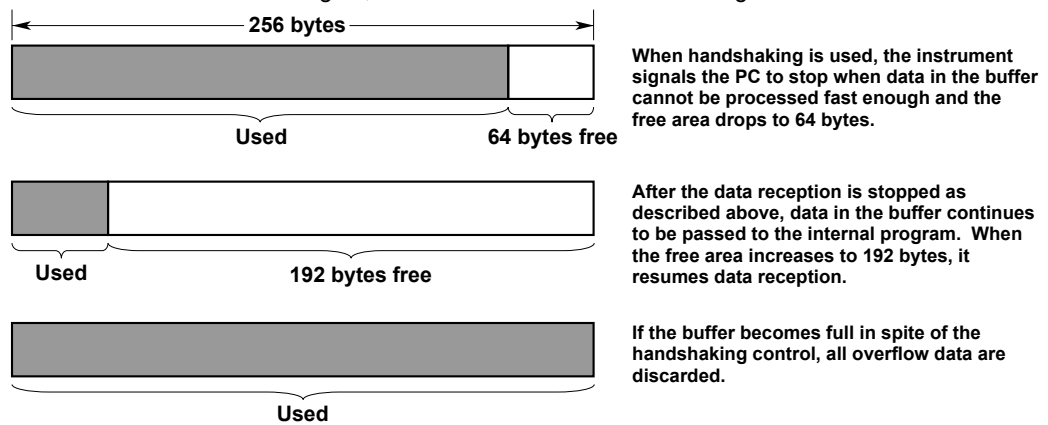 256 bytes
When handshaking is used, the instrument
signals the PC to stop when data in the buffer
cannot be processed fast enough and the
free area drops to 64 bytes.
Used
64 bytes free
After the data reception is stopped as
described above, data in the buffer continues
to be passed to the internal program. When
the free area increases to 192 bytes, it
resumes data reception.
Used
192 bytes free
If the buffer becomes full in spite of the
handshaking control, all overflow data are
discarded.
Used